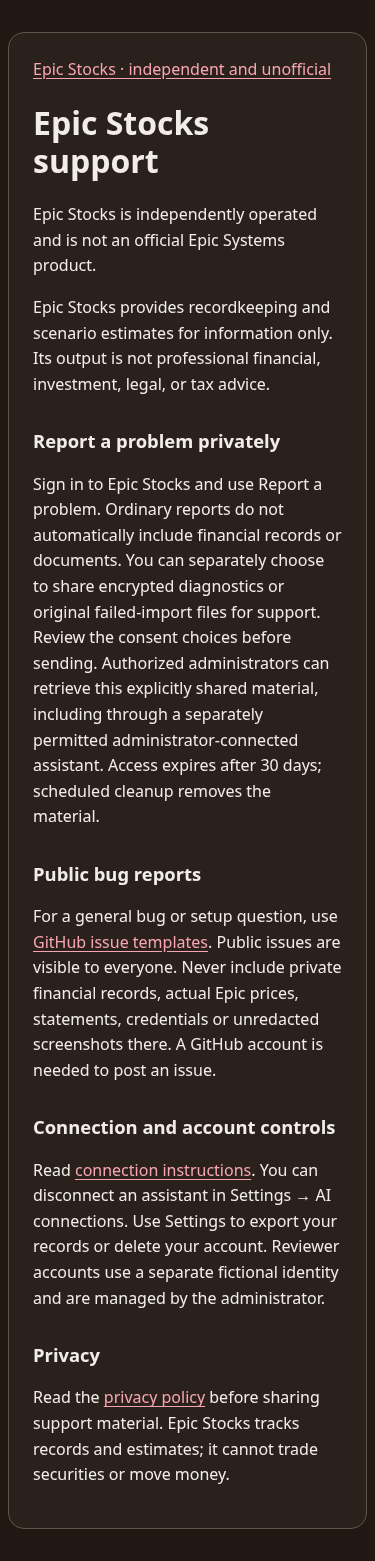 Epic Stocks · independent and unofficial
Epic Stocks
support
Epic Stocks is independently operated
and is not an official Epic Systems
product.
Epic Stocks provides recordkeeping and
scenario estimates for information only.
Its output is not professional financial,
investment, legal, or tax advice.
Report a problem privately
Sign in to Epic Stocks and use Report a
problem. Ordinary reports do not
automatically include financial records or
documents. You can separately choose
to share encrypted diagnostics or
original failed-import files for support.
Review the consent choices before
sending. Authorized administrators can
retrieve this explicitly shared material,
including through a separately
permitted administrator-connected
assistant. Access expires after 30 days;
scheduled cleanup removes the
material.
Public bug reports
For a general bug or setup question, use
GitHub issue templates. Public issues are
visible to everyone. Never include private
financial records, actual Epic prices,
statements, credentials or unredacted
screenshots there. A GitHub account is
needed to post an issue.
Connection and account controls
Read connection instructions. You can
disconnect an assistant in Settings → AI
connections. Use Settings to export your
records or delete your account. Reviewer
accounts use a separate fictional identity
and are managed by the administrator.
Privacy
Read the privacy policy before sharing
support material. Epic Stocks tracks
records and estimates; it cannot trade
securities or move money.